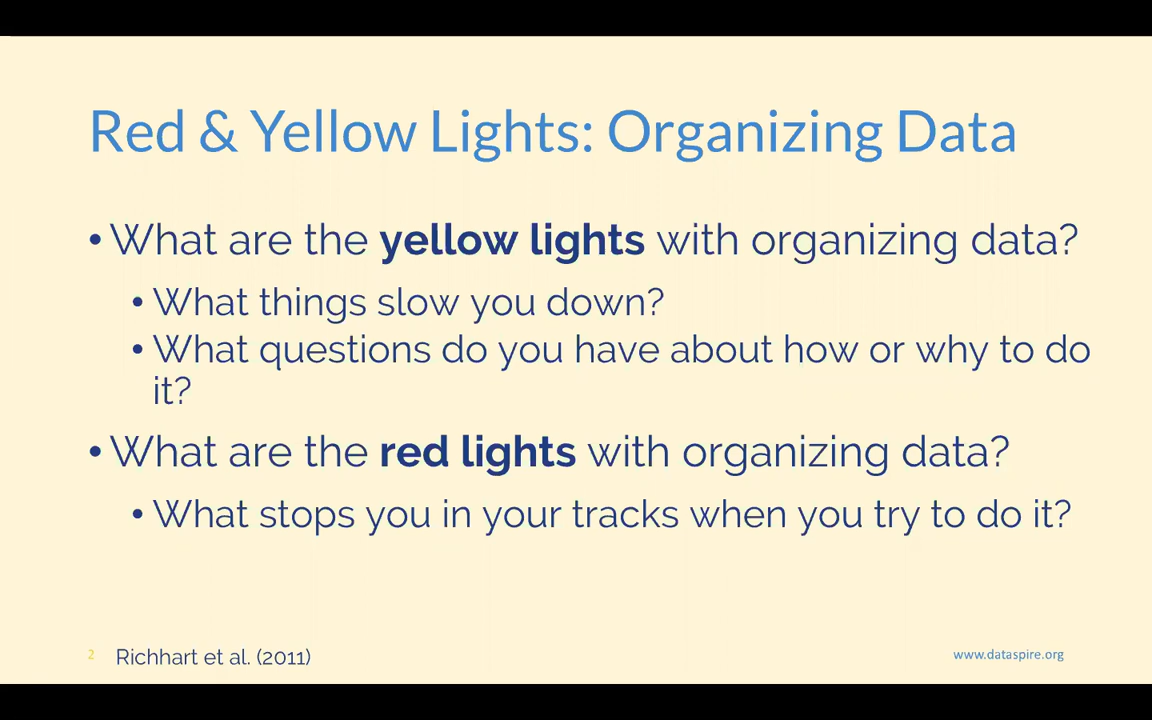 Red & Yellow Lights: Organizing Data
• What are the yellow lights with organizing data?
• What things slow you down?
• What questions do you have about how or why to do
it?
• What are the red lights with organizing data?
• What stops you in your tracks when you try to do it?
2 Richhart et al. (2011)
www.dataspire.org